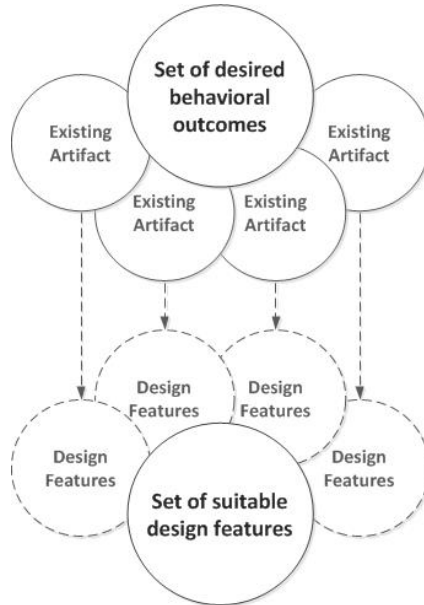 Set of desired
behavioral
outcomes
Existing
Artifact
Existing
Artifact
Existing
Artifact
Existing
Artifact
Design
Features
Design
Features
Design
Features
Design
Features
Set of suitable
design features